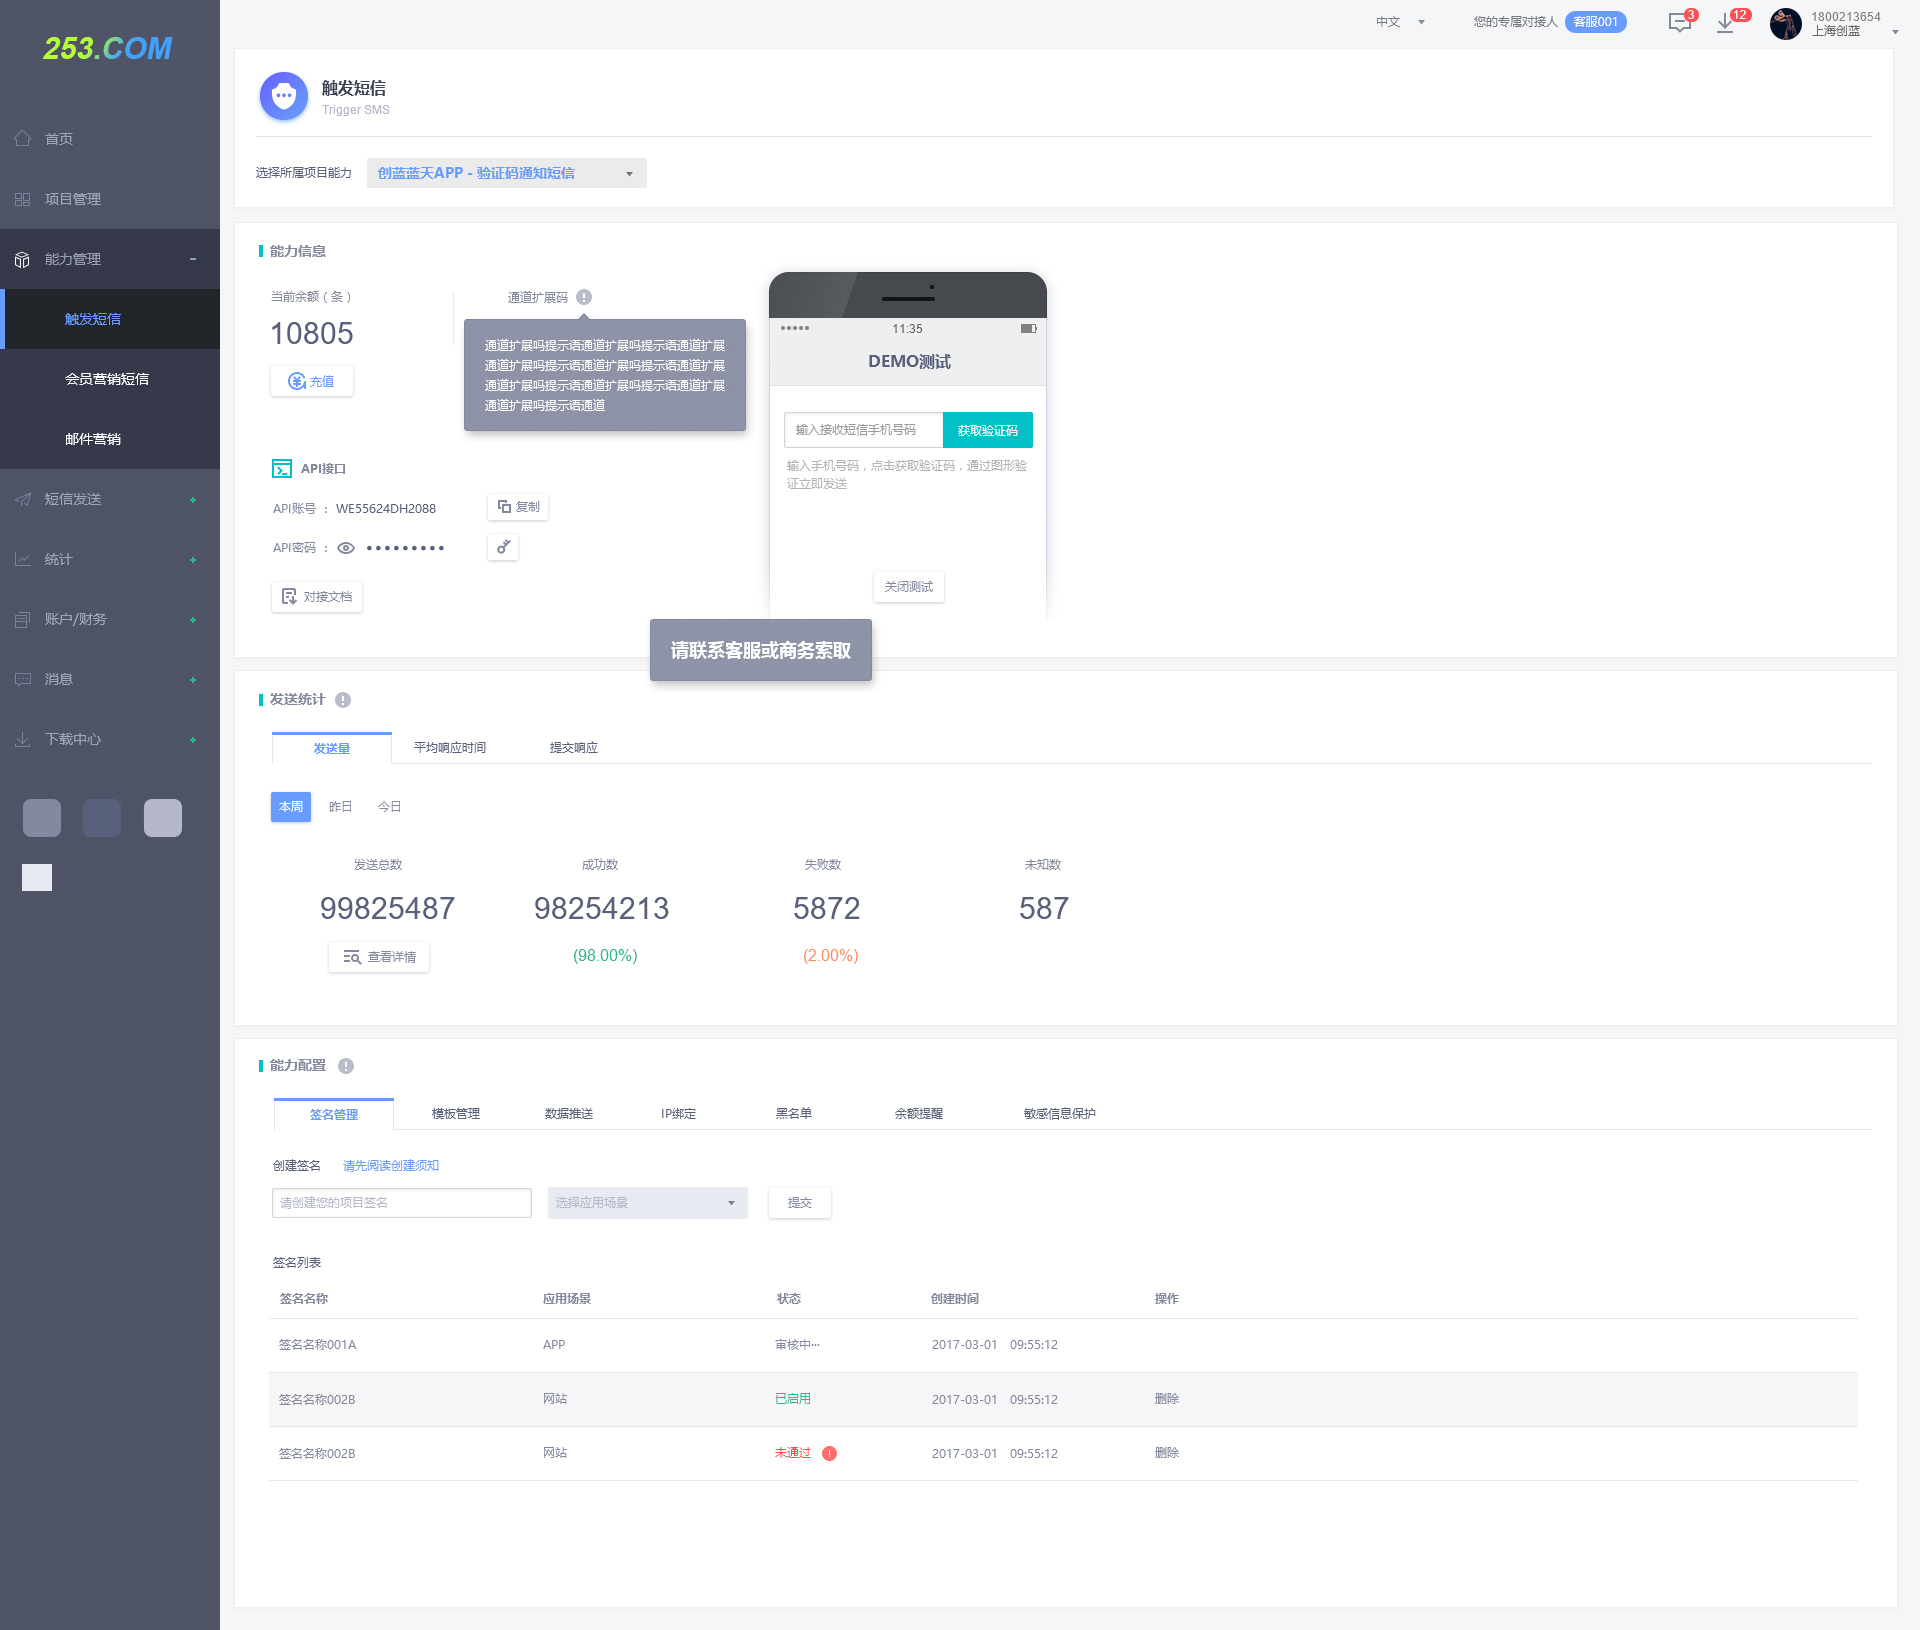 253.COM
首页
项目管理
能力管理
触发短信
会员营销短信
邮件营销
短信发送
统计
账户/财务
消息
下载中心
中文
您的专属对接人 客服001
3
12
1800213654
上海创蓝
触发短信
Trigger SMS
选择所属项目能力 创蓝蓝天APP - 验证码通知短信
能力信息
当前余额（条）
10805
充值
通道扩展码
通道扩展吗提示语通道扩展吗提示语通道扩展
通道扩展吗提示语通道扩展吗提示语通道扩展
通道扩展吗提示语通道扩展吗提示语通道扩展
通道扩展吗提示语通道
API接口
API账号 ： WE55624DH2088 复制
API密码 ： •••••••••
对接文档
11:35
DEMO测试
输入接收短信手机号码 获取验证码
输入手机号码，点击获取验证码，通过图形验
证立即发送
关闭测试
请联系客服或商务索取
发送统计
发送量 平均响应时间 提交响应
本周 昨日 今日
发送总数 成功数 失败数 未知数
99825487 98254213 5872 587
查看详情 (98.00%) (2.00%)
能力配置
签名管理 模板管理 数据推送 IP绑定 黑名单 余额提醒 敏感信息保护
创建签名 请先阅读创建须知
请创建您的项目签名 选择应用场景 提交
签名列表
签名名称 应用场景 状态 创建时间 操作
签名名称001A APP 审核中··· 2017-03-01 09:55:12
签名名称002B 网站 已启用 2017-03-01 09:55:12 删除
签名名称002B 网站 未通过 2017-03-01 09:55:12 删除